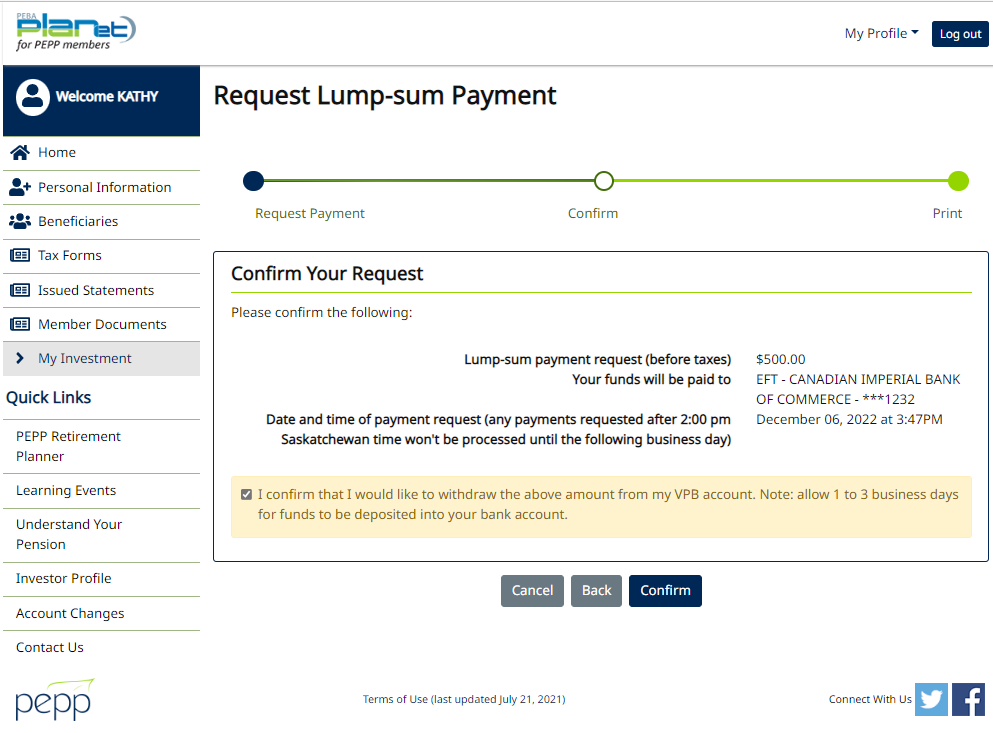 PEBA
planet
for PEPP members
My Profile
Log out
Welcome KATHY
Request Lump-sum Payment
Home
Personal Information
Beneficiaries
Tax Forms
Issued Statements
Member Documents
My Investment
Quick Links
PEPP Retirement
Planner
Learning Events
Understand Your
Pension
Investor Profile
Account Changes
Contact Us
Request Payment
Confirm
Print
Confirm Your Request
Please confirm the following:
Lump-sum payment request (before taxes) $500.00
Your funds will be paid to EFT - CANADIAN IMPERIAL BANK
OF COMMERCE - ***1232
Date and time of payment request (any payments requested after 2:00 pm December 06, 2022 at 3:47PM
Saskatchewan time won't be processed until the following business day)
I confirm that I would like to withdraw the above amount from my VPB account. Note: allow 1 to 3 business days
for funds to be deposited into your bank account.
Cancel
Back
Confirm
pepp
Terms of Use (last updated July 21, 2021)
Connect With Us